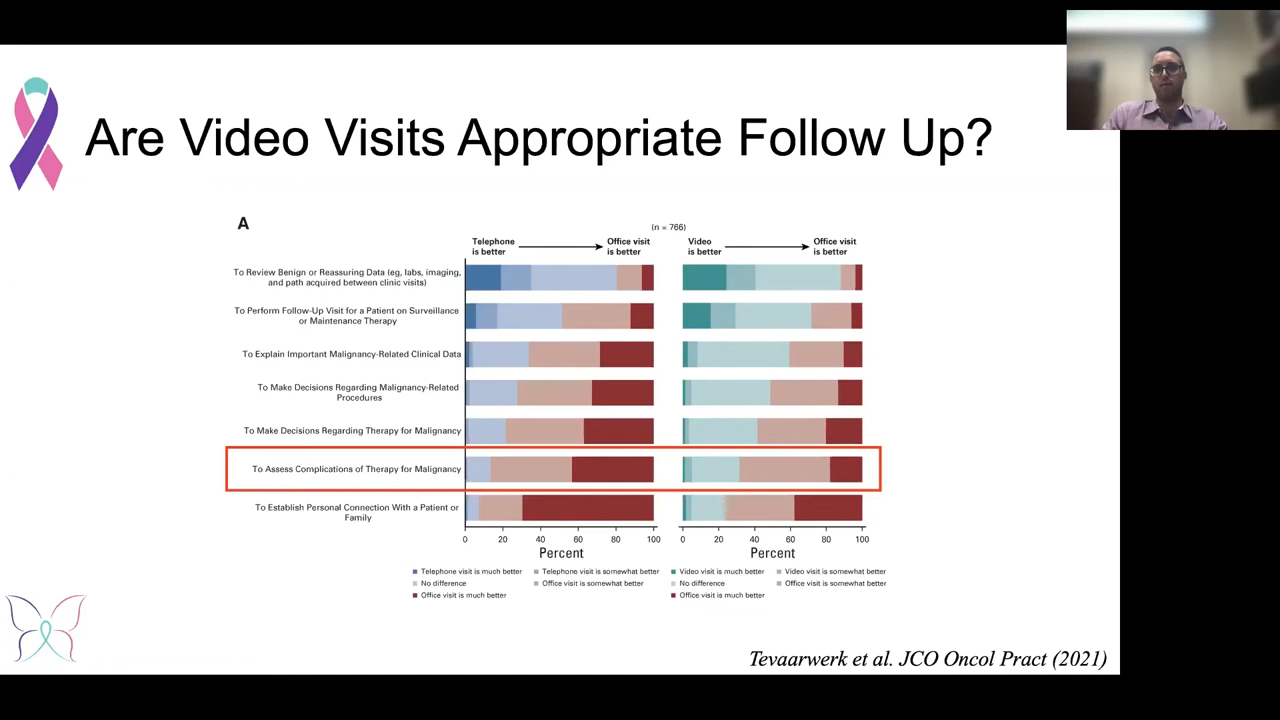 Are Video Visits Appropriate Follow Up?
A
(n = 766)
Telephone
is better
Office visit
is better
Video
is better
Office visit
is better
To Review Benign or Reassuring Data (eg, labs, imaging,
and path acquired between clinic visits)
To Perform Follow-Up Visit for a Patient on Surveillance
or Maintenance Therapy
To Explain Important Malignancy-Related Clinical Data
To Make Decisions Regarding Malignancy-Related
Procedures
To Make Decisions Regarding Therapy for Malignancy
To Assess Complications of Therapy for Malignancy
To Establish Personal Connection With a Patient or
Family
0 20 40 60 80 100
0 20 40 60 80 100
Percent
Percent
Telephone visit is much better
Telephone visit is somewhat better
No difference
Office visit is somewhat better
Office visit is much better
Video visit is much better
Video visit is somewhat better
No difference
Office visit is somewhat better
Office visit is much better
Tevaarwerk et al. JCO Oncol Pract (2021)